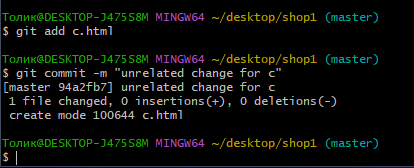 Толик@DESKTOP-J475S8M MINGW64 ~/desktop/shop1 (master)
$ git add c.html
Толик@DESKTOP-J475S8M MINGW64 ~/desktop/shop1 (master)
$ git commit -m "unrelated change for c"
[master 94a2fb7] unrelated change for c
 1 file changed, 0 insertions(+), 0 deletions(-)
 create mode 100644 c.html
Толик@DESKTOP-J475S8M MINGW64 ~/desktop/shop1 (master)
$